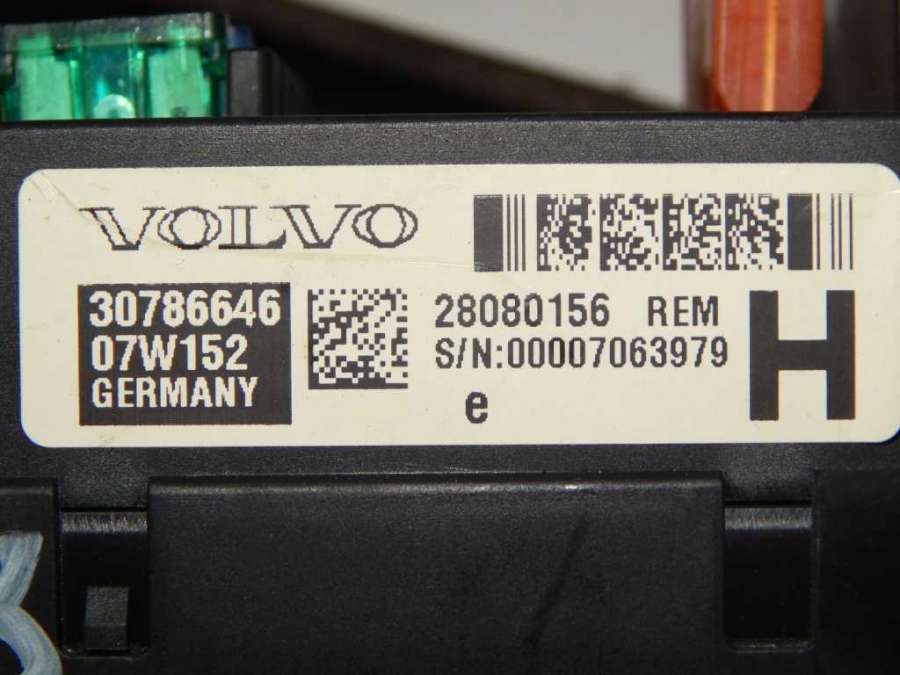 VOLVO
30786646
07W152
GERMANY
28080156 REM
S/N:00007063979
e
H